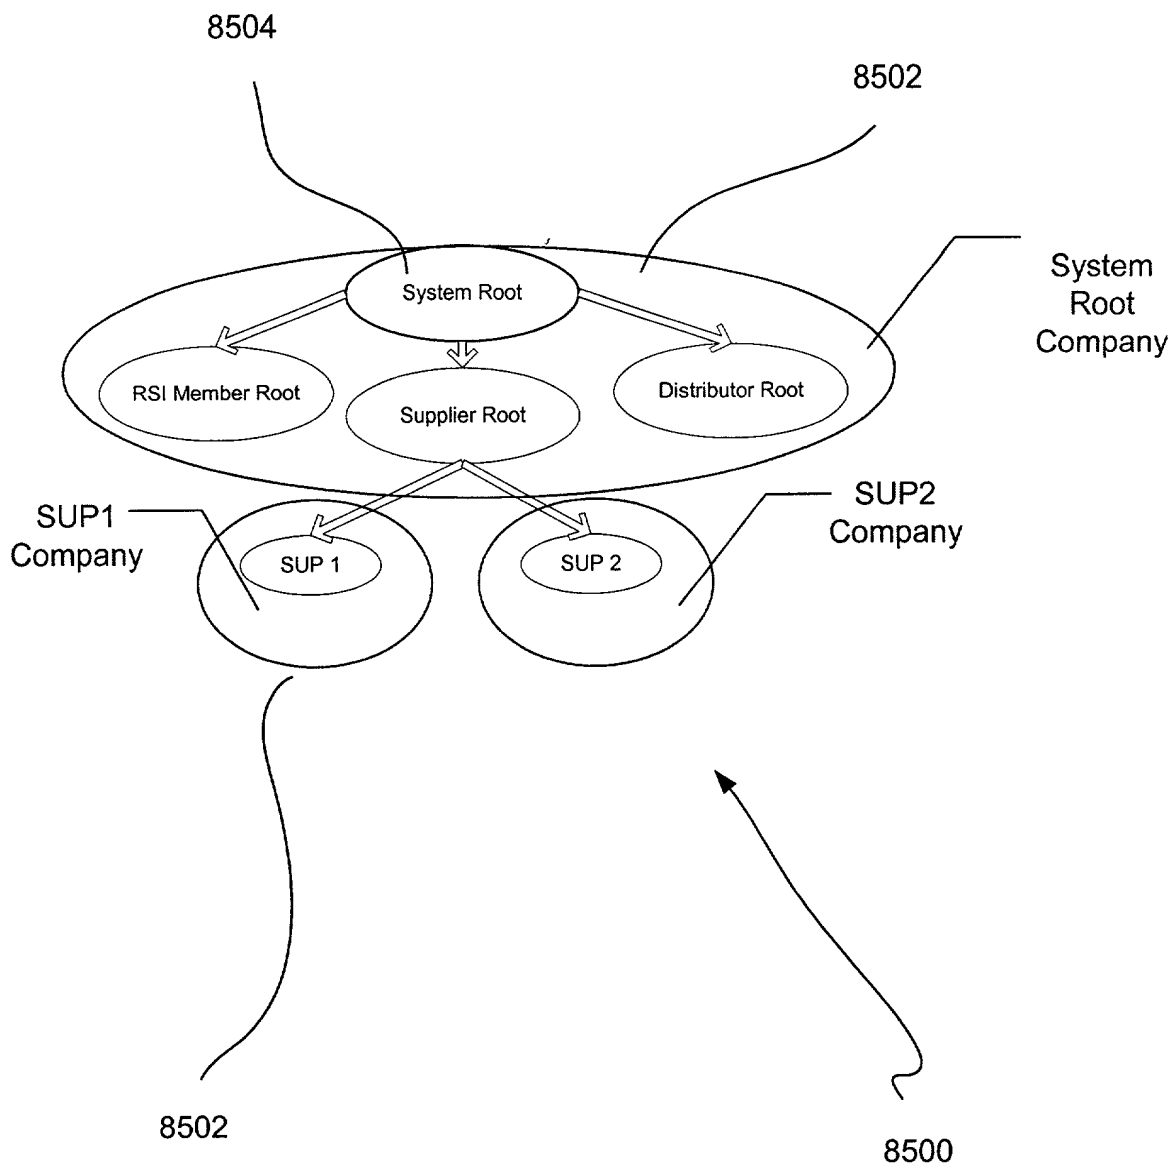 8504
8502
System
Root
Company
System Root
RSI Member Root
Supplier Root
Distributor Root
SUP1
Company
SUP2
Company
SUP 1
SUP 2
8502
8500